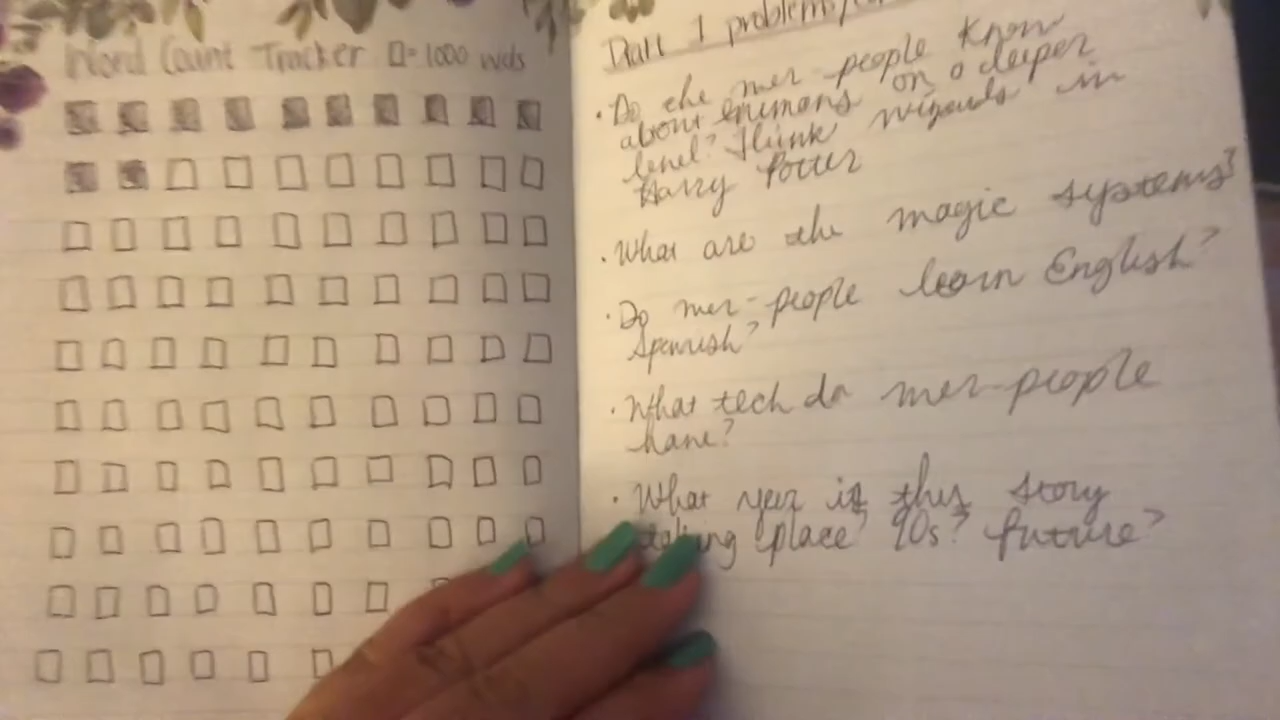 Word Count Tracker □=1000 wds
1 problem
• Do the mer-people know
about humans on a deeper
level? Think wizards in
Harry Potter
• What are the magic systems?
• Do mer-people learn English?
Spanish?
• What tech do mer-people
have?
• What year is this story
taking place? 90s? future?